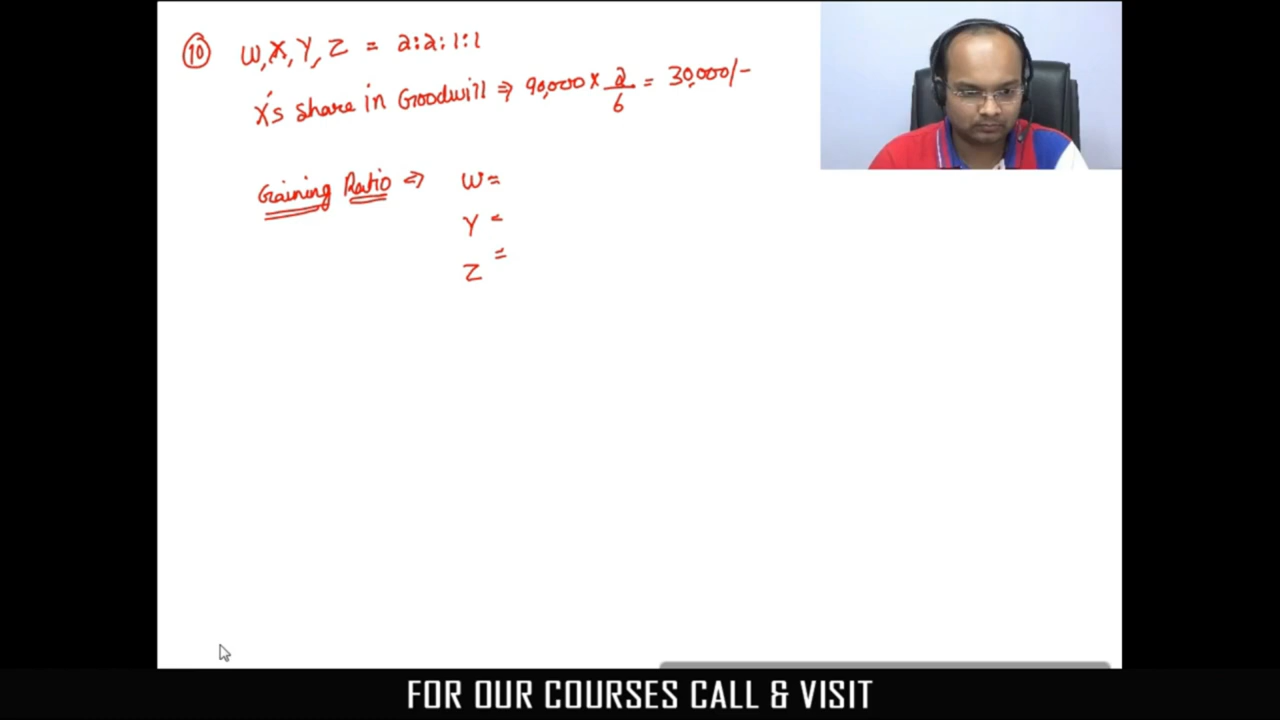 10 W, X, Y, Z = 2:2:1:1
X's share in Goodwill ⇒ 90,000 × 2/6 = 30,000/-
Gaining Ratio ⇒ W =
Y =
Z =
FOR OUR COURSES CALL & VISIT